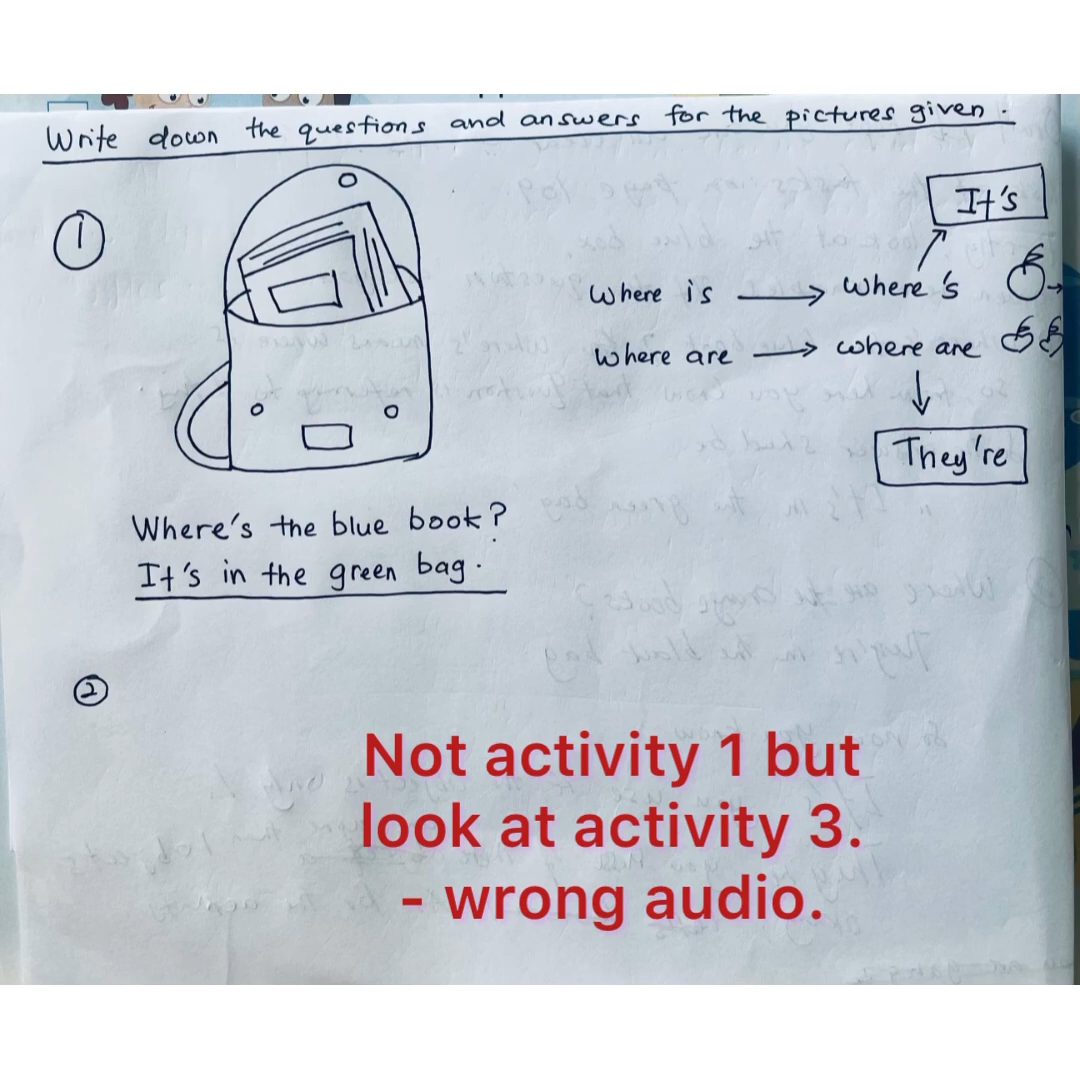 Write down the questions and answers for the pictures given.
1
It's
Where is → Where's
Where are → where are
They're
Where's the blue book?
It's in the green bag.
2
Not activity 1 but
look at activity 3.
- wrong audio.